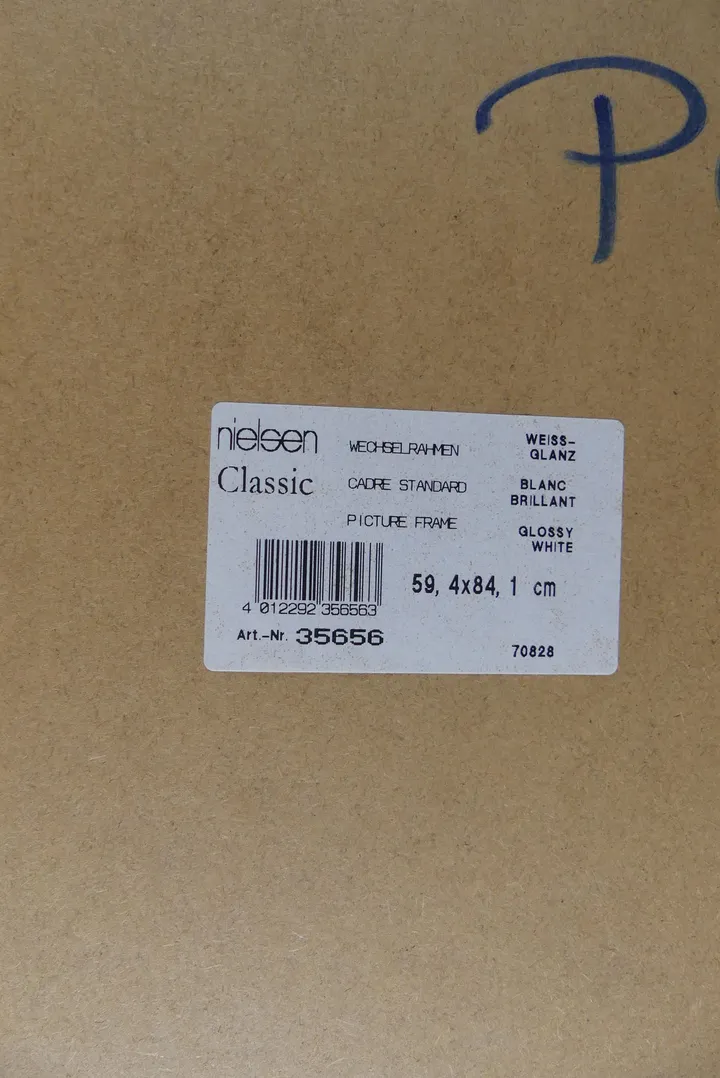 P
nielsen
Classic
WECHSELRAHMEN
CADRE STANDARD
PICTURE FRAME
WEISS-
GLANZ
BLANC
BRILLANT
GLOSSY
WHITE
59, 4x84, 1 cm
4 012292 356563
Art.-Nr. 35656
70828